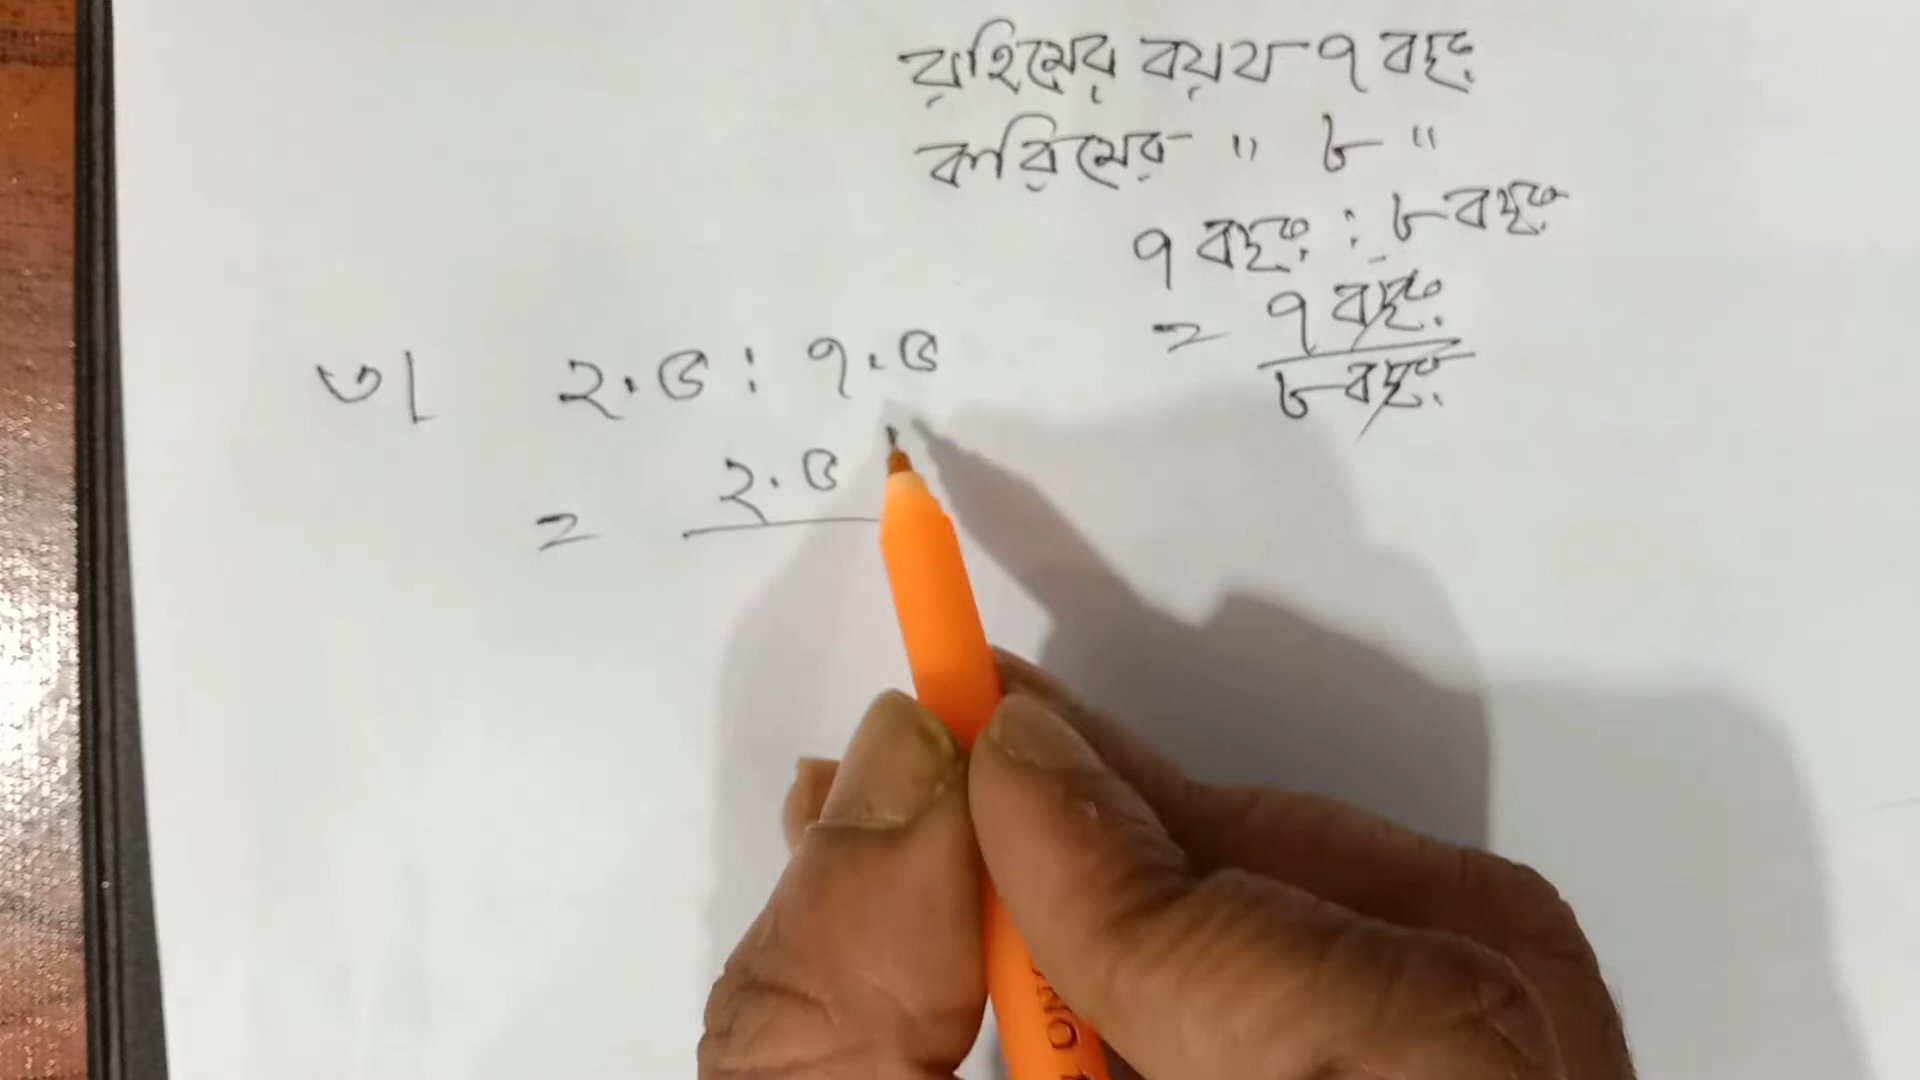 রহিমের বয়স ৭ বছর
করিমের " ৮ "
৭ বছর : ৮ বছর
= ৭ বছর
৮ বছর
৩। ২.৫ : ৭.৫
= ২.৫